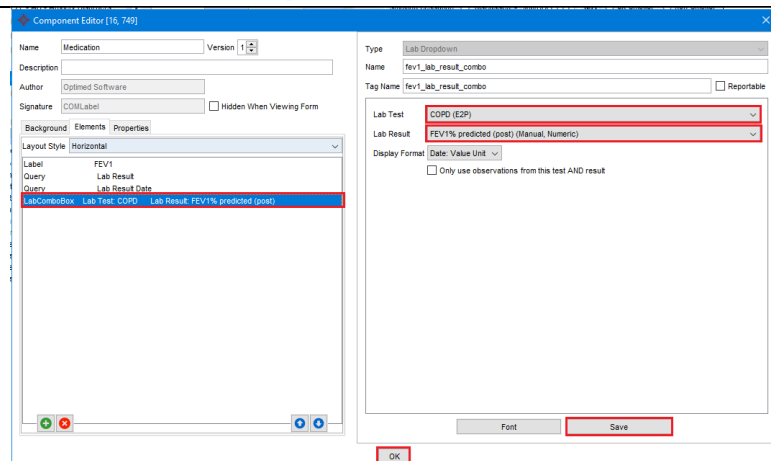 Component Editor [16, 749]
Name Medication Version 1
Description
Author Optimed Software
Signature COMLabel Hidden When Viewing Form
Background Elements Properties
Layout Style Horizontal
Label FEV1
Query Lab Result
Query Lab Result Date
LabComboBox Lab Test: COPD Lab Result: FEV1% predicted (post)
Type Lab Dropdown
Name fev1_lab_result_combo
Tag Name fev1_lab_result_combo Reportable
Lab Test COPD (E2P)
Lab Result FEV1% predicted (post) (Manual, Numeric)
Display Format Date: Value Unit
Only use observations from this test AND result
Font Save
OK